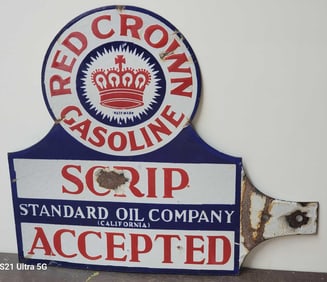 RED CROWN
GASOLINE
SCRIP
STANDARD OIL COMPANY
(CALIFORNIA)
ACCEPTED
S21 Ultra 5G